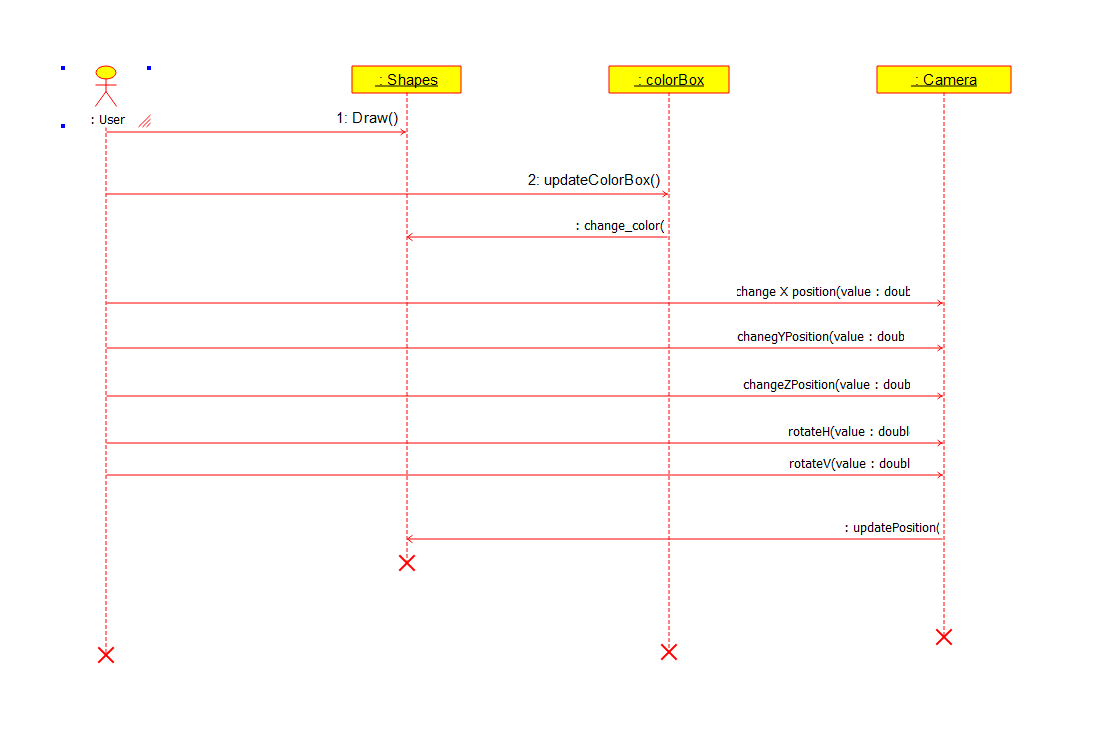 : Shapes
: colorBox
: Camera
: User
1: Draw()
2: updateColorBox()
: change_color(
change X position(value : doub
chanegYPosition(value : doub
changeZPosition(value : doub
rotateH(value : doubl
rotateV(value : doubl
: updatePosition(